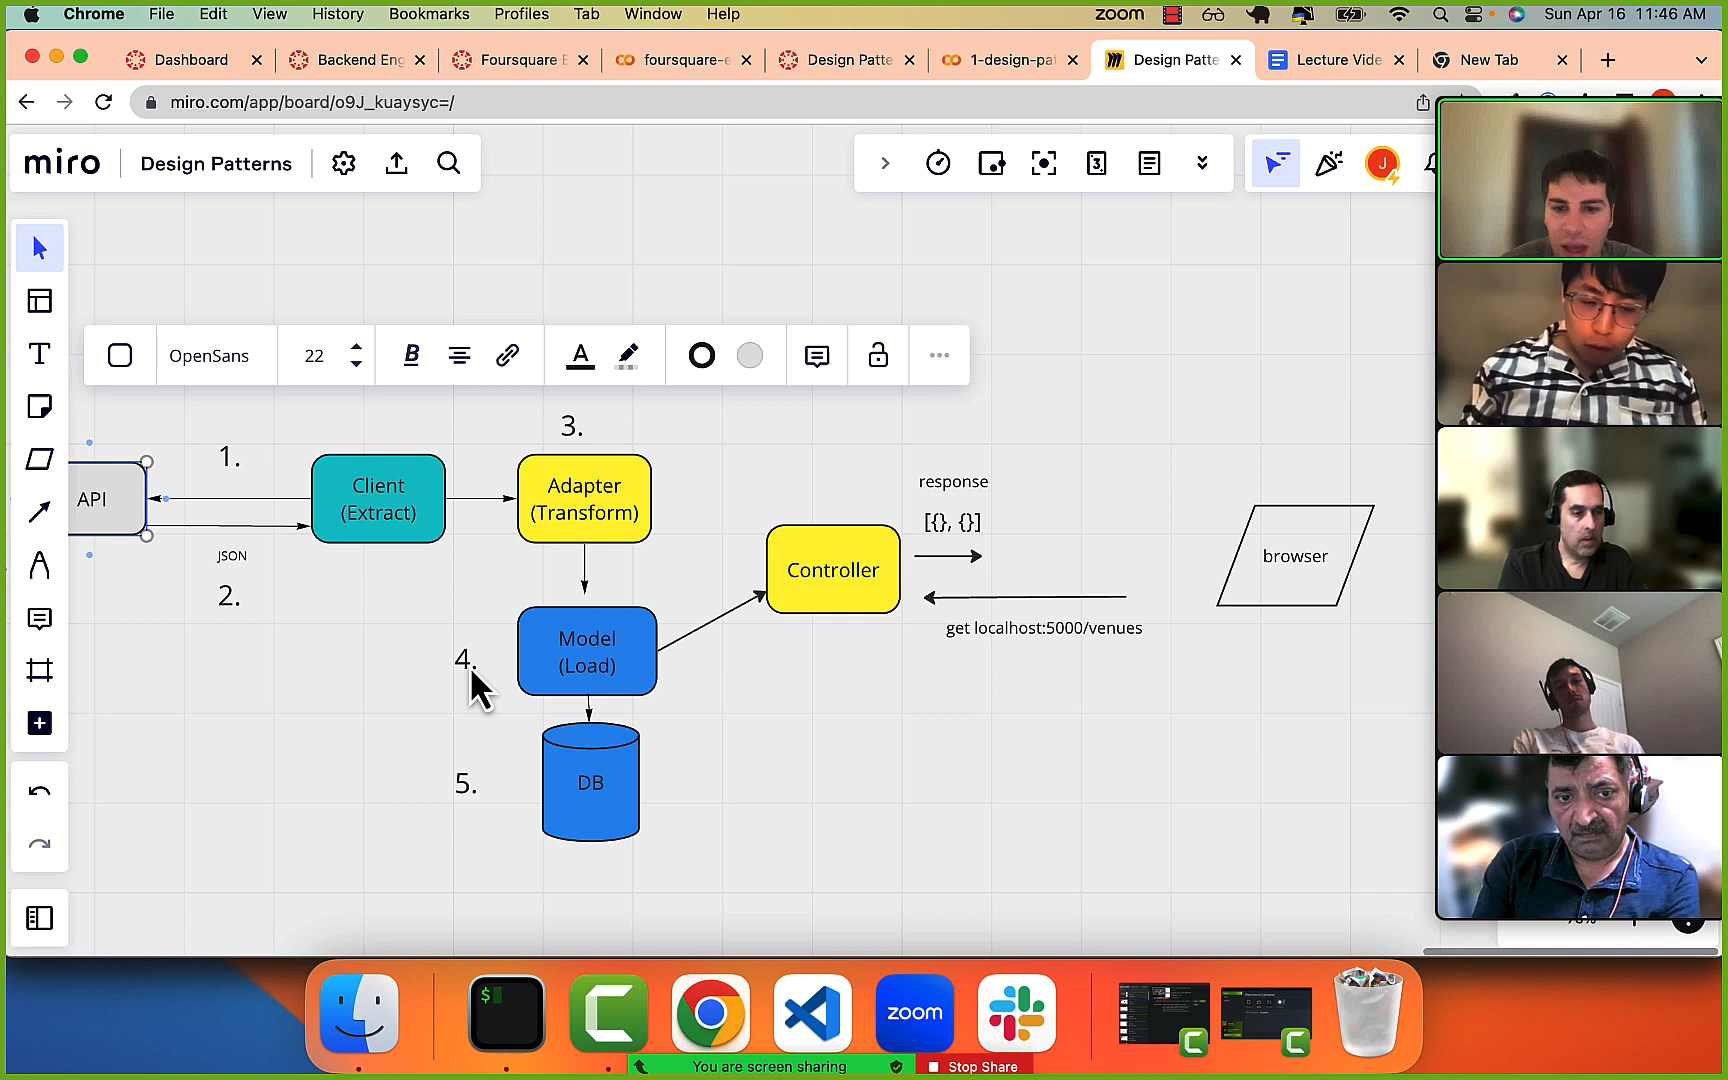 Chrome File Edit View History Bookmarks Profiles Tab Window Help
zoom
Sun Apr 16 11:46 AM
Dashboard
Backend Eng
Foursquare E
foursquare-e
Design Patte
1-design-pat
Design Patte
Lecture Vide
New Tab
miro.com/app/board/o9J_kuaysyc=/
miro
Design Patterns
3
J
OpenSans
22
B
A
3.
1.
API
Client
(Extract)
Adapter
(Transform)
response
[{}, {}]
JSON
2.
Controller
browser
get localhost:5000/venues
4.
Model
(Load)
5.
DB
$
zoom
You are screen sharing
Stop Share